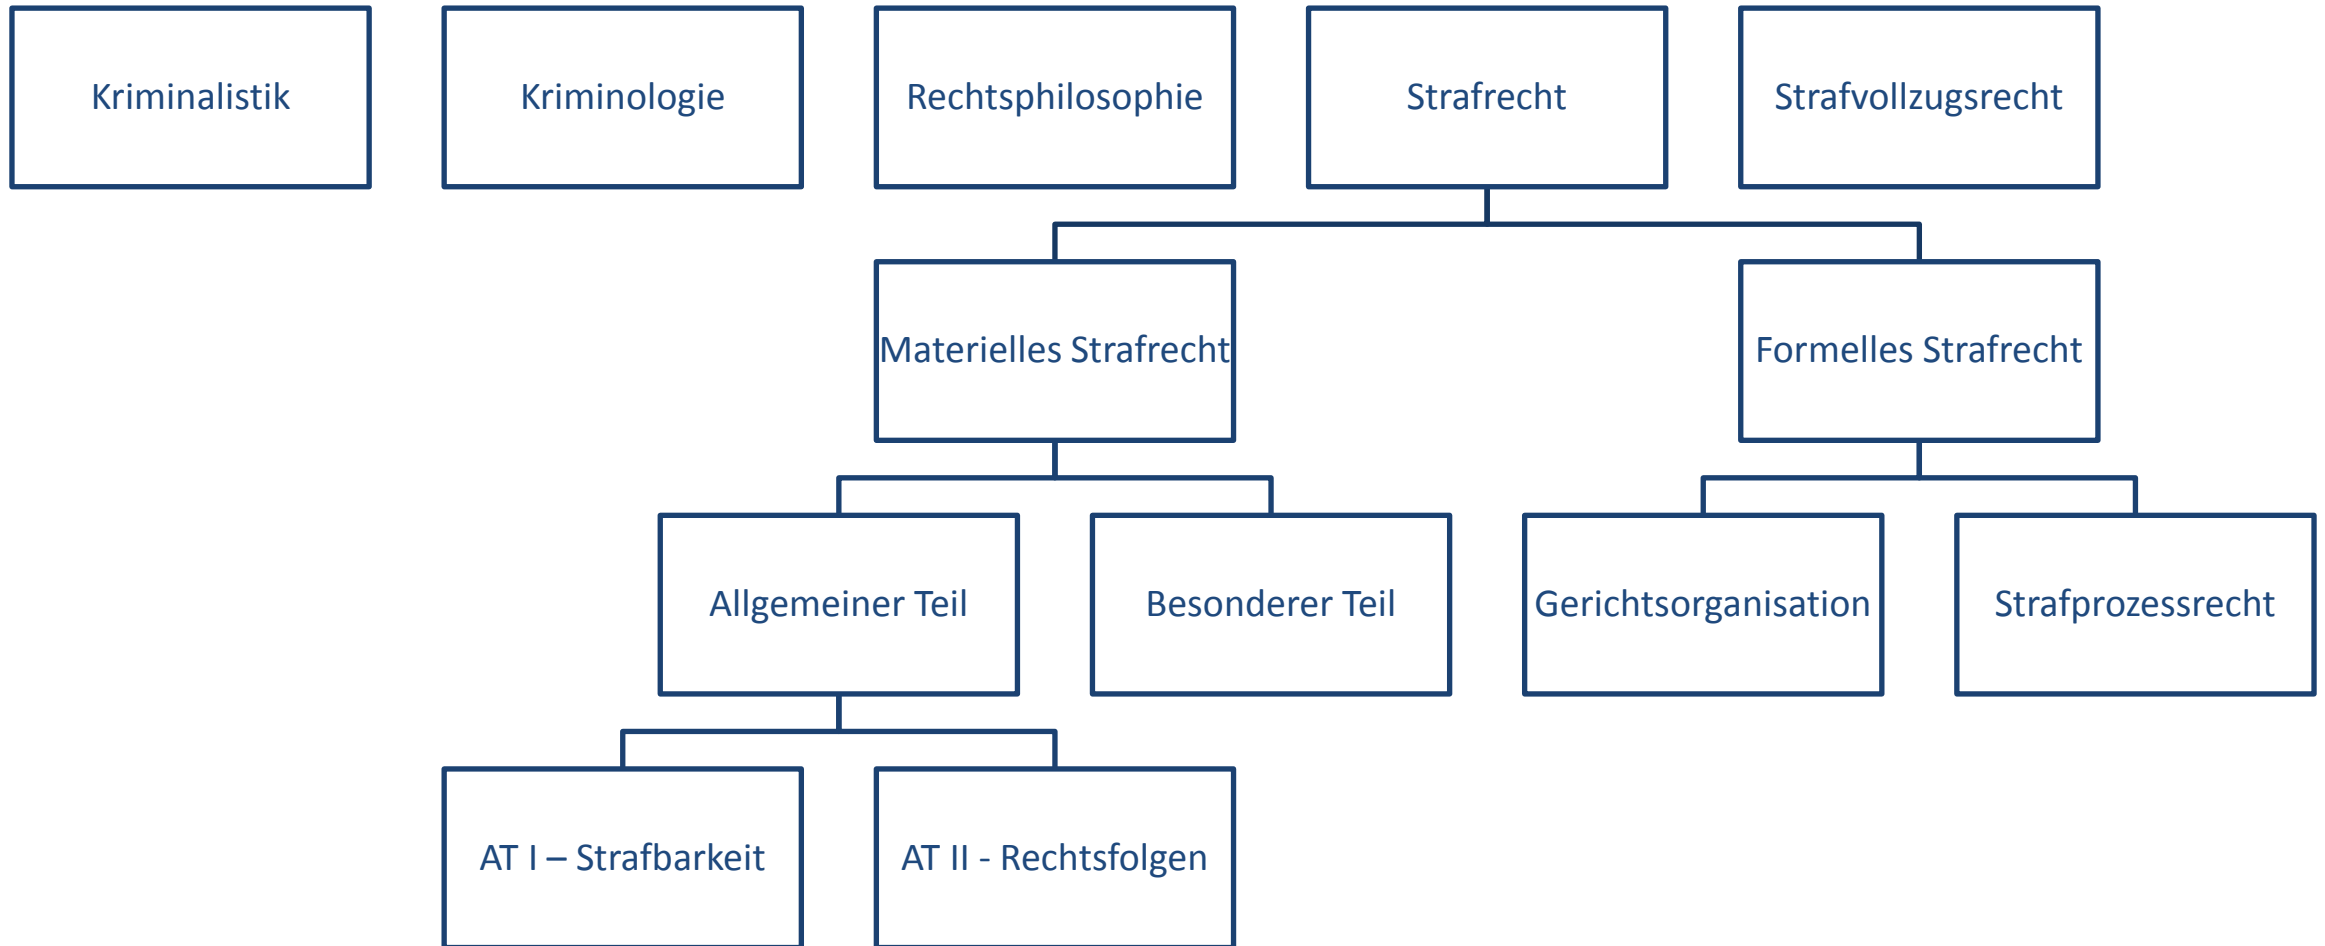 Kriminalistik
Kriminologie
Rechtsphilosophie
Strafrecht
Strafvollzugsrecht
Materielles Strafrecht
Formelles Strafrecht
Allgemeiner Teil
Besonderer Teil
Gerichtsorganisation
Strafprozessrecht
AT I – Strafbarkeit
AT II - Rechtsfolgen